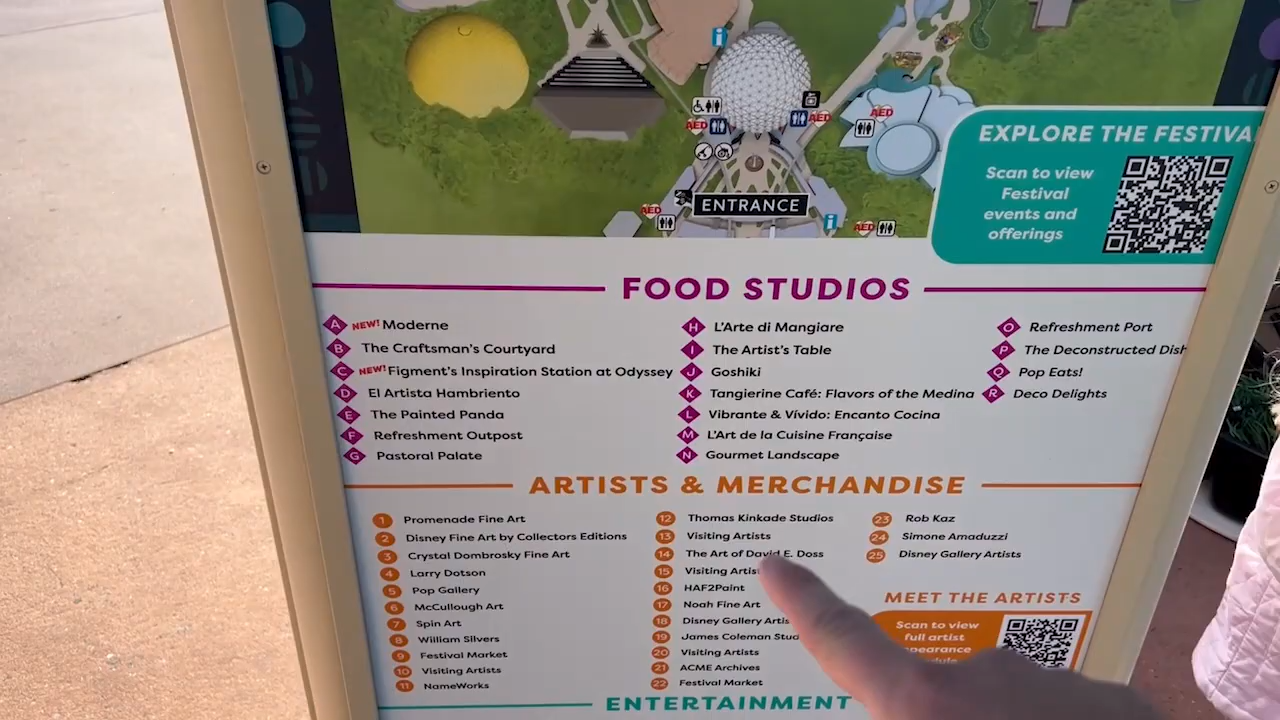 AED
AED
AED
ENTRANCE
AED
AED
EXPLORE THE FESTIVA
Scan to view
Festival
events and
offerings
FOOD STUDIOS
A NEW! Moderne
B The Craftsman's Courtyard
C NEW! Figment's Inspiration Station at Odyssey
D El Artista Hambriento
E The Painted Panda
F Refreshment Outpost
G Pastoral Palate
H L'Arte di Mangiare
I The Artist's Table
J Goshiki
K Tangierine Café: Flavors of the Medina
L Vibrante & Vívido: Encanto Cocina
M L'Art de la Cuisine Française
N Gourmet Landscape
O Refreshment Port
P The Deconstructed Dish
Q Pop Eats!
R Deco Delights
ARTISTS & MERCHANDISE
1 Promenade Fine Art
2 Disney Fine Art by Collectors Editions
3 Crystal Dombrosky Fine Art
4 Larry Dotson
5 Pop Gallery
6 McCullough Art
7 Spin Art
8 William Silvers
9 Festival Market
10 Visiting Artists
11 NameWorks
12 Thomas Kinkade Studios
13 Visiting Artists
14 The Art of David E. Doss
15 Visiting Artis
16 HAF2Paint
17 Noah Fine Art
18 Disney Gallery Artis
19 James Coleman Stud
20 Visiting Artists
21 ACME Archives
22 Festival Market
23 Rob Kaz
24 Simone Amaduzzi
25 Disney Gallery Artists
MEET THE ARTISTS
Scan to view
full artist
pearance
ENTERTAINMENT